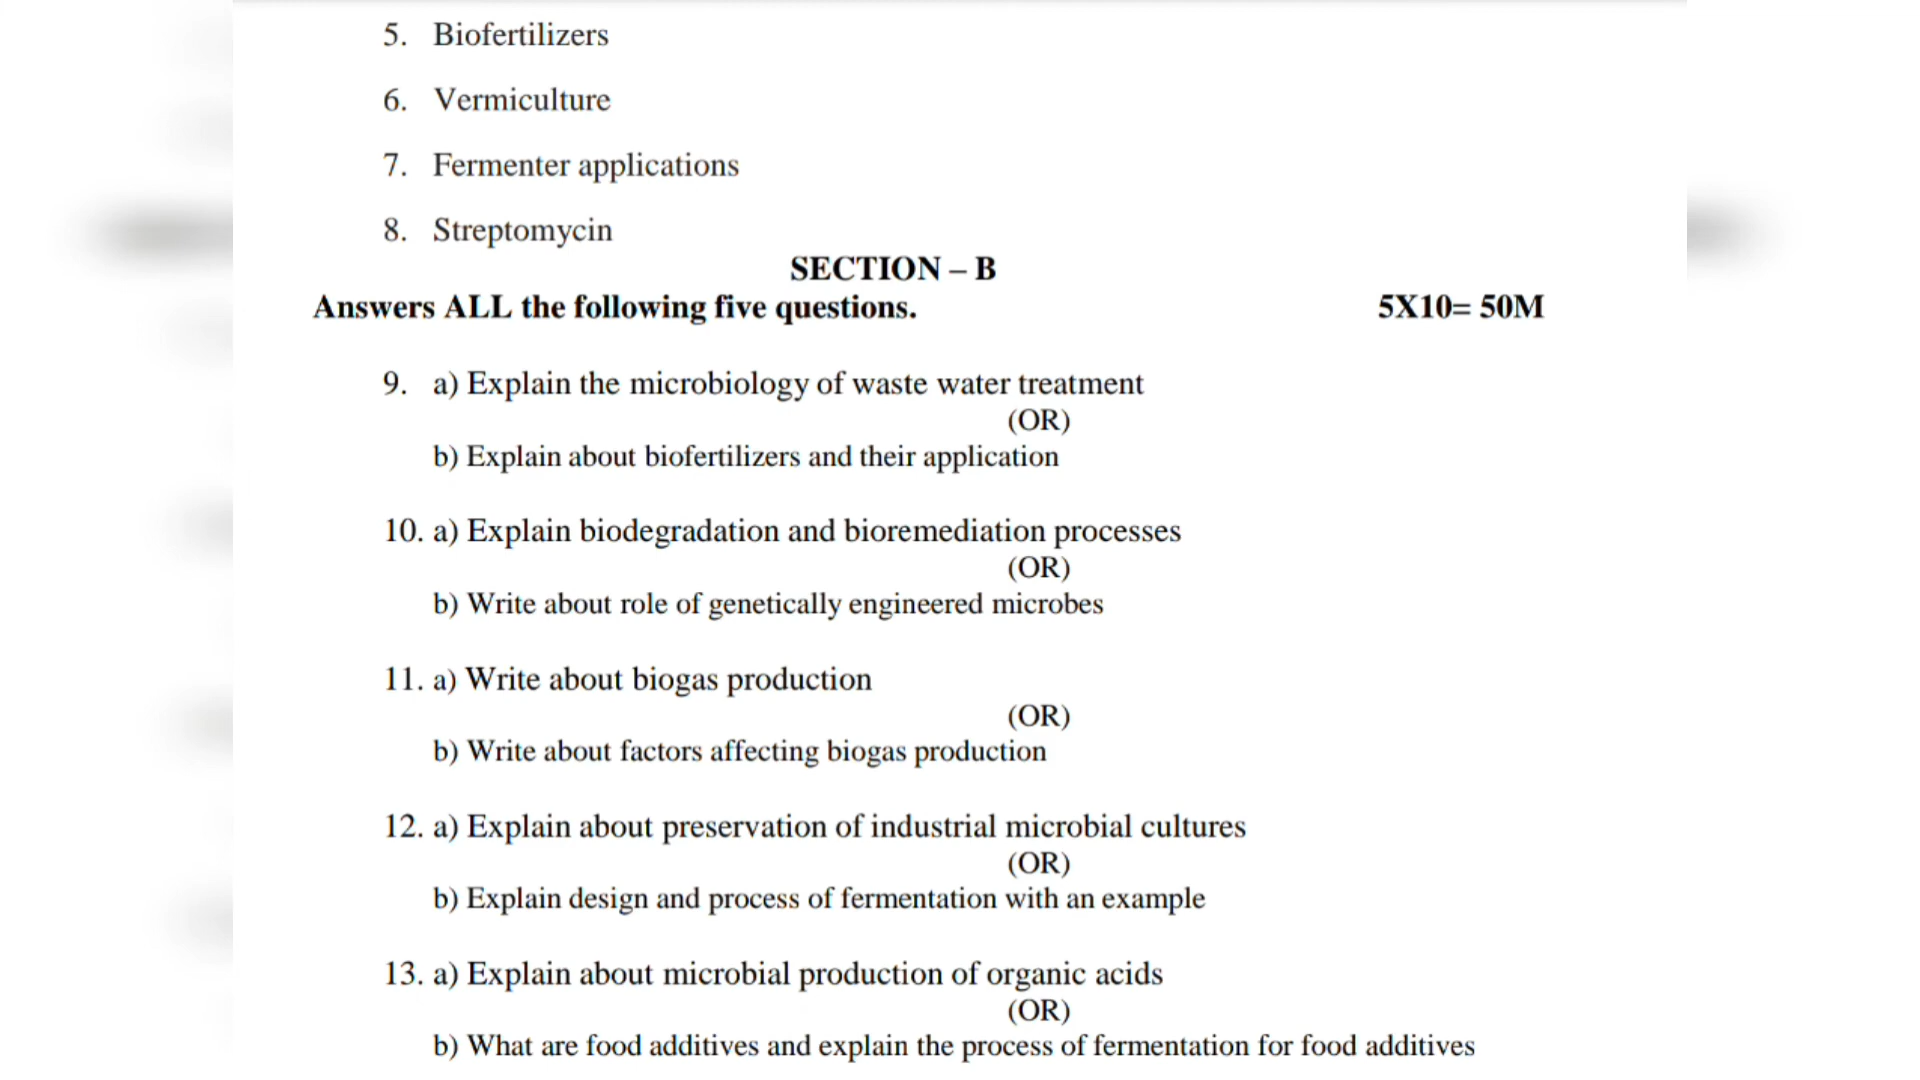 5. Biofertilizers
6. Vermiculture
7. Fermenter applications
8. Streptomycin
SECTION – B
Answers ALL the following five questions. 5X10= 50M
9. a) Explain the microbiology of waste water treatment
(OR)
b) Explain about biofertilizers and their application
10. a) Explain biodegradation and bioremediation processes
(OR)
b) Write about role of genetically engineered microbes
11. a) Write about biogas production
(OR)
b) Write about factors affecting biogas production
12. a) Explain about preservation of industrial microbial cultures
(OR)
b) Explain design and process of fermentation with an example
13. a) Explain about microbial production of organic acids
(OR)
b) What are food additives and explain the process of fermentation for food additives